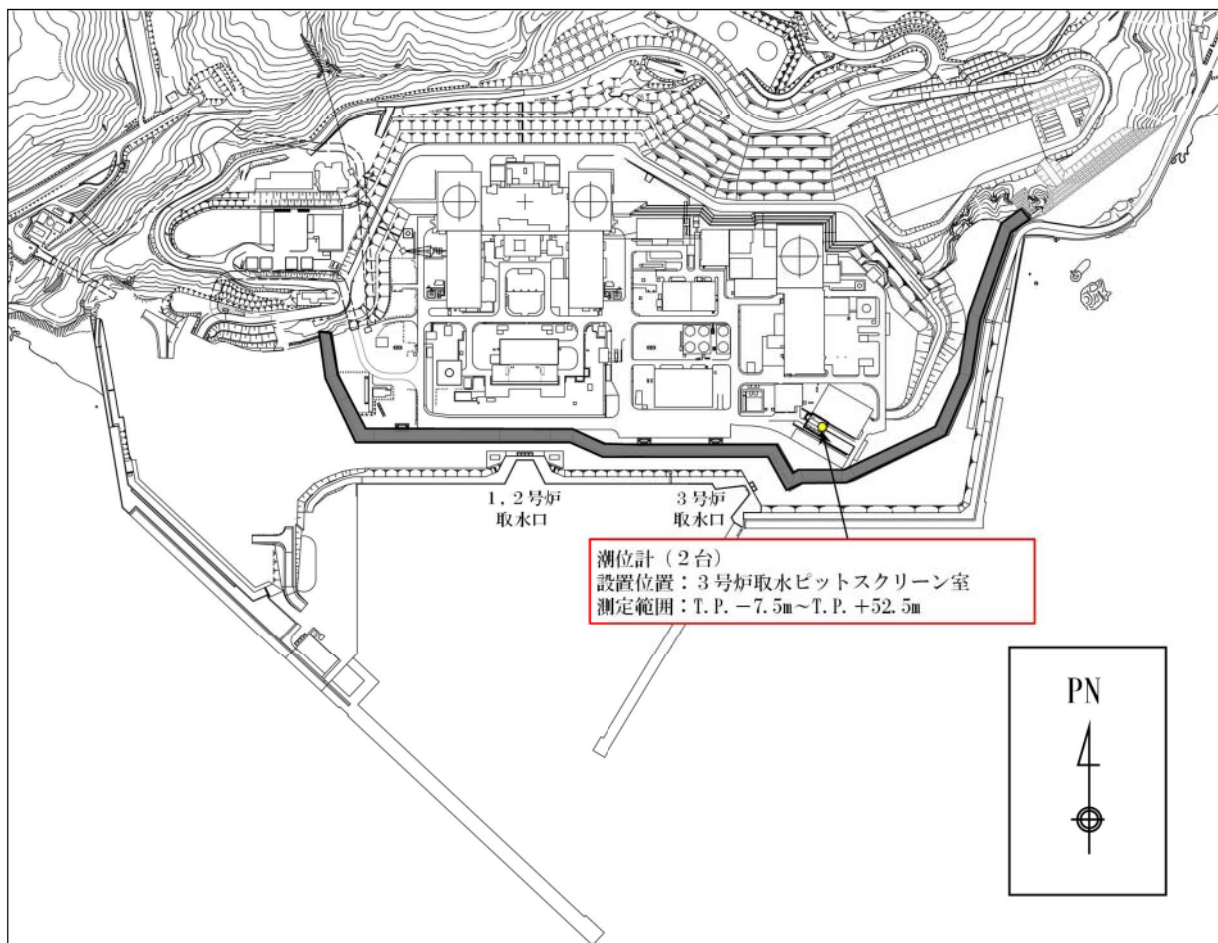 1，2号炉
取水口
3号炉
取水口
潮位計（2台）
設置位置：3号炉取水ピットスクリーン室
測定範囲：T.P.－7.5m～T.P.＋52.5m
PN